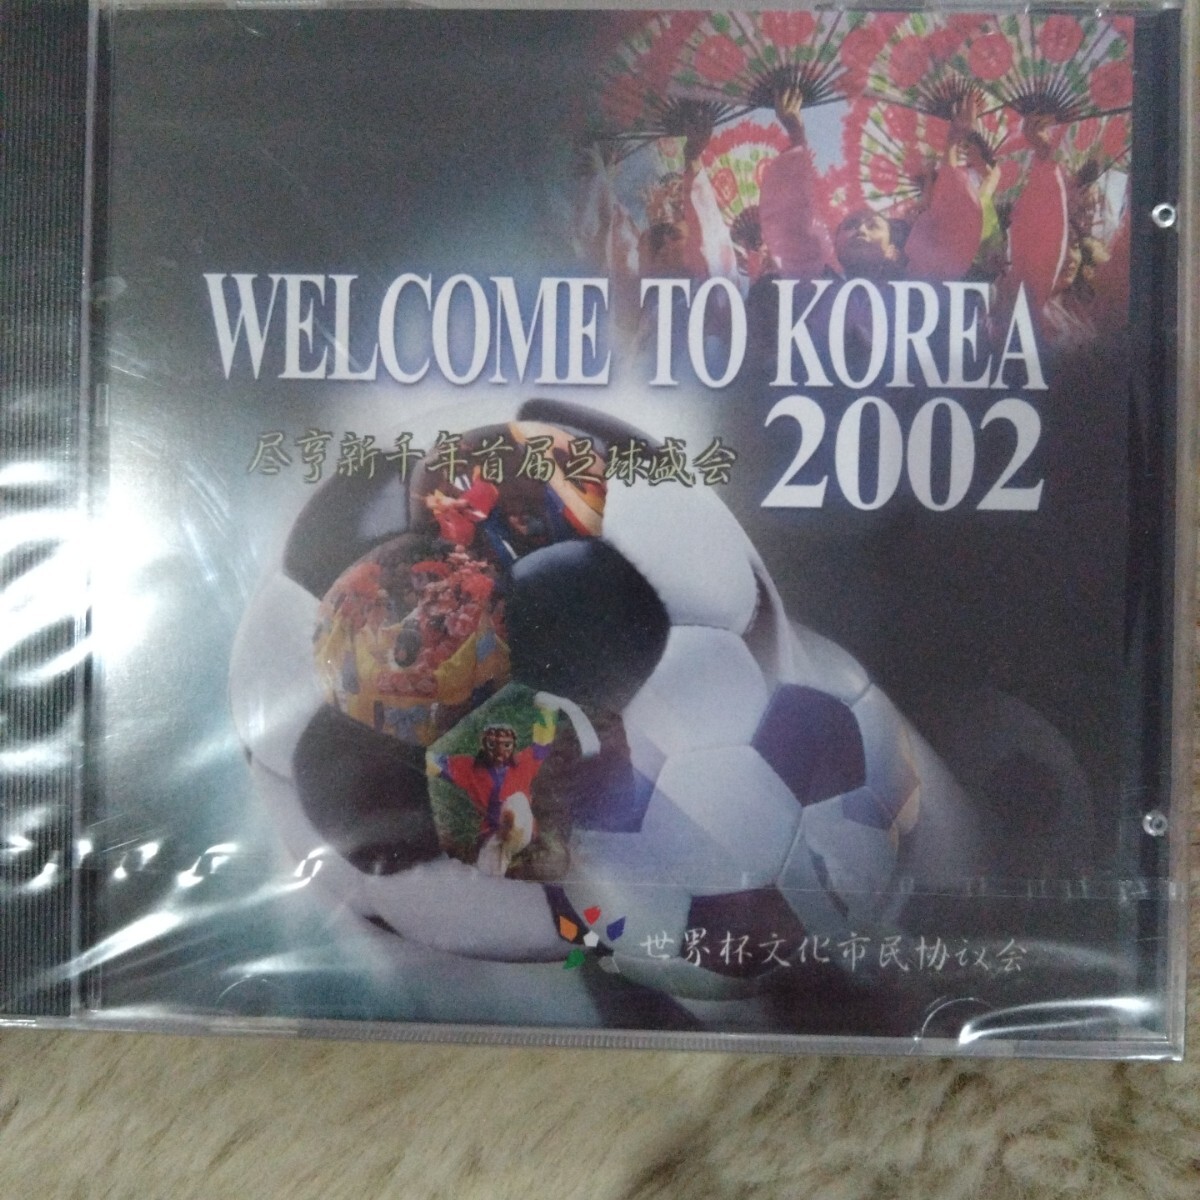 WELCOME TO KOREA
2002
尽亨新千年首届足球盛会
世界杯文化市民协议会